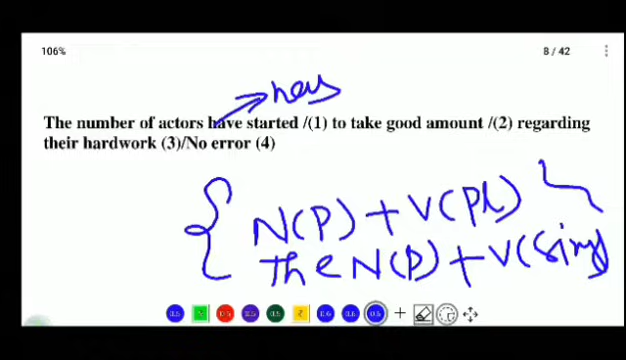 106%
8 / 42
has
The number of actors have started /(1) to take good amount /(2) regarding
their hardwork (3)/No error (4)
{ N(P) + V(Pl) }
the N(P) + V(Sing)